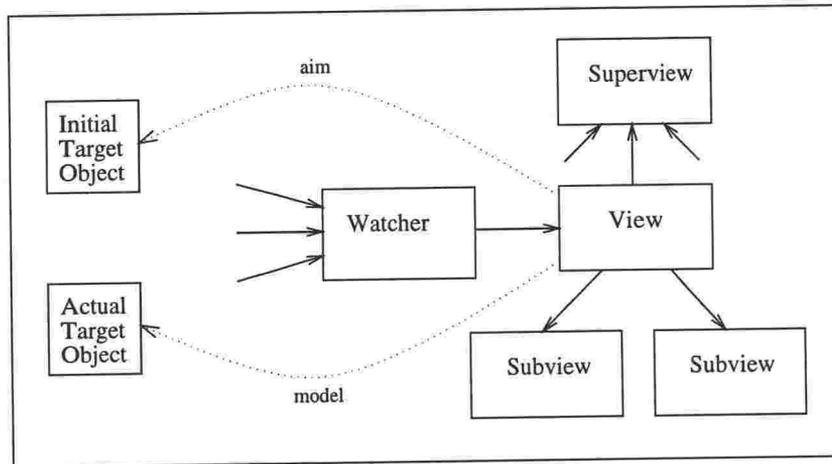 aim
Superview
Initial
Target
Object
Watcher
View
Actual
Target
Object
Subview
Subview
model